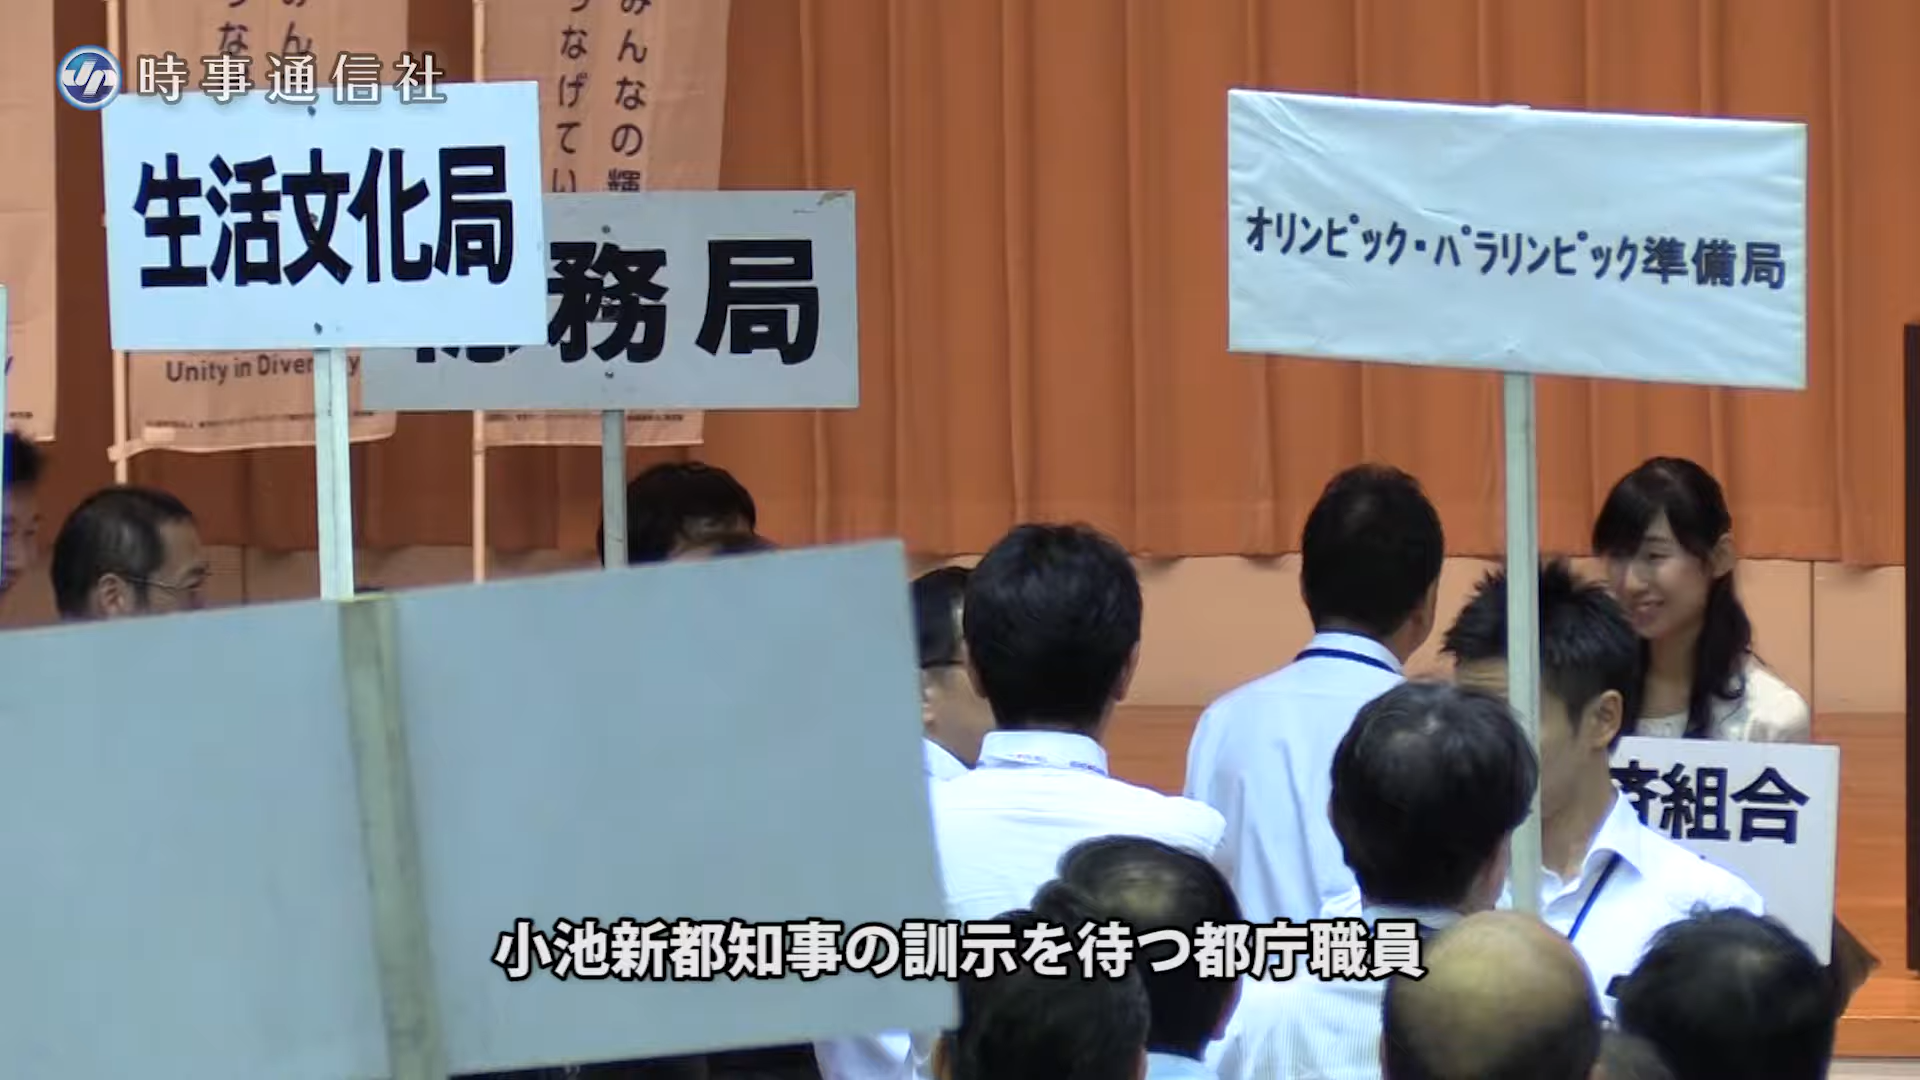 時事通信社
みんなの輝
つなげてい
生活文化局
務局
オリンピック・パラリンピック準備局
Unity in Diver
済組合
小池新都知事の訓示を待つ都庁職員